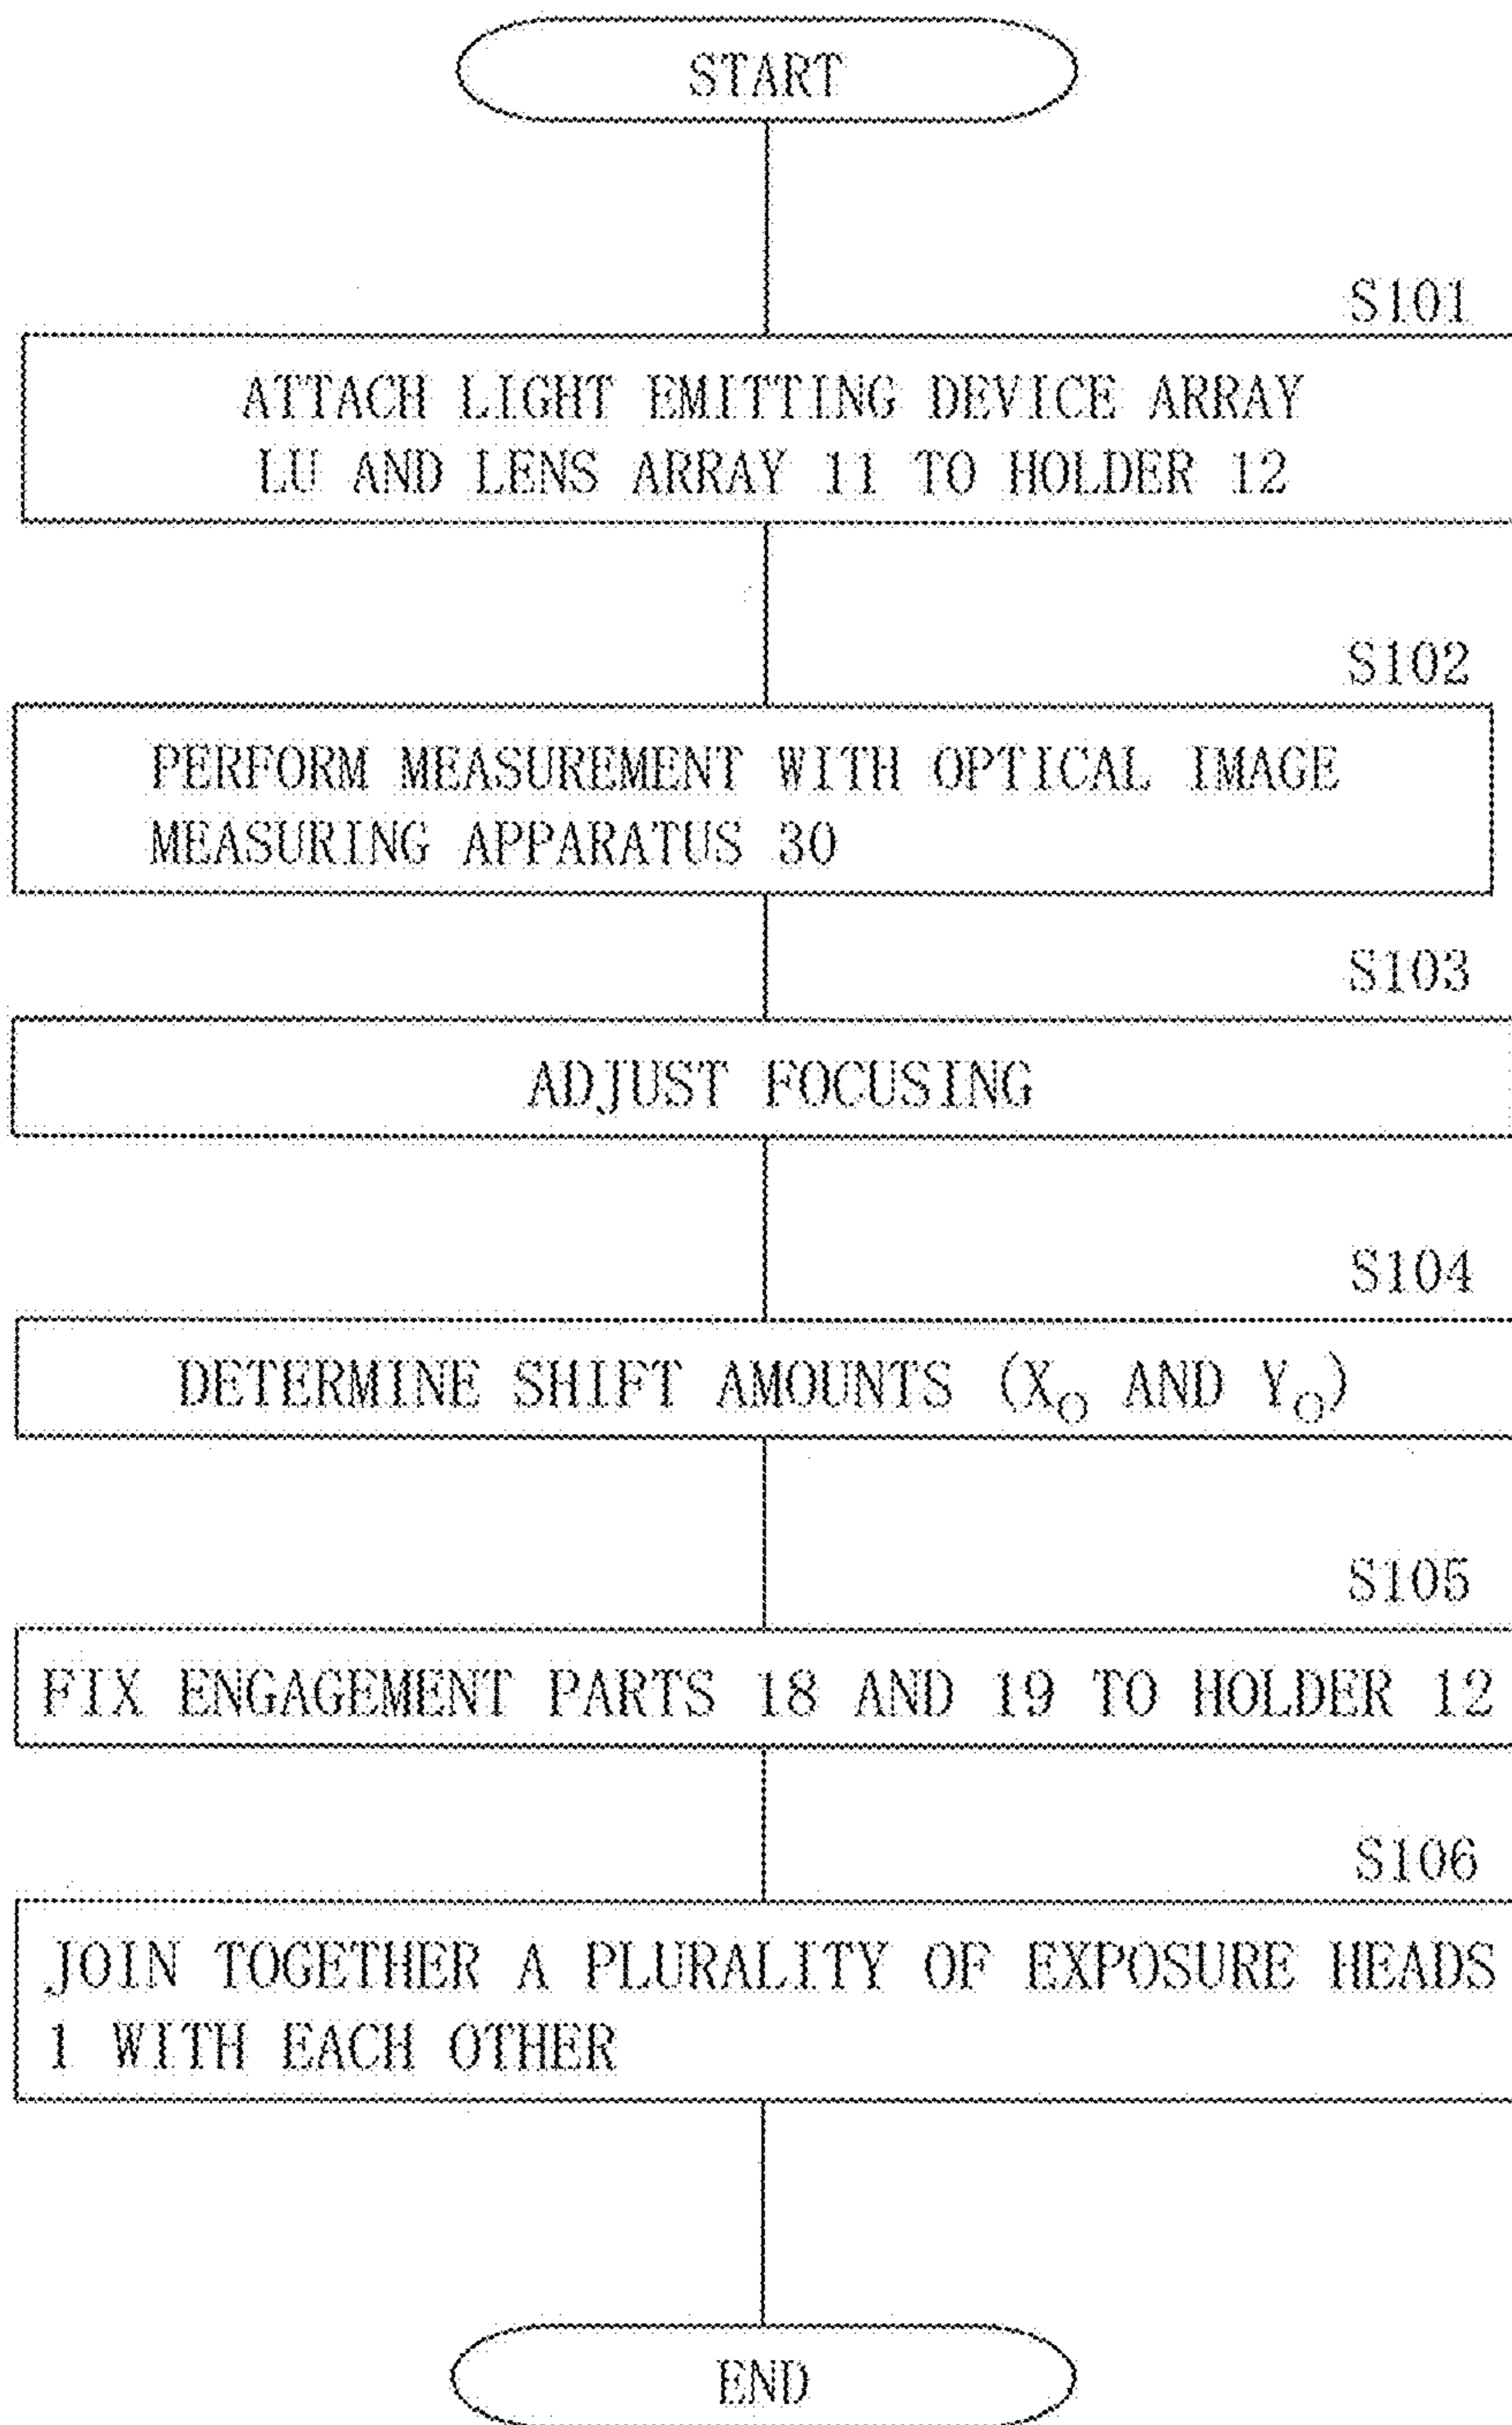 START
S101
ATTACH LIGHT EMITTING DEVICE ARRAY
LU AND LENS ARRAY 11 TO HOLDER 12
S102
PERFORM MEASUREMENT WITH OPTICAL IMAGE
MEASURING APPARATUS 30
S103
ADJUST FOCUSING
S104
DETERMINE SHIFT AMOUNTS (X₀ AND Y₀)
S105
FIX ENGAGEMENT PARTS 18 AND 19 TO HOLDER 12
S106
JOIN TOGETHER A PLURALITY OF EXPOSURE HEADS
1 WITH EACH OTHER
END